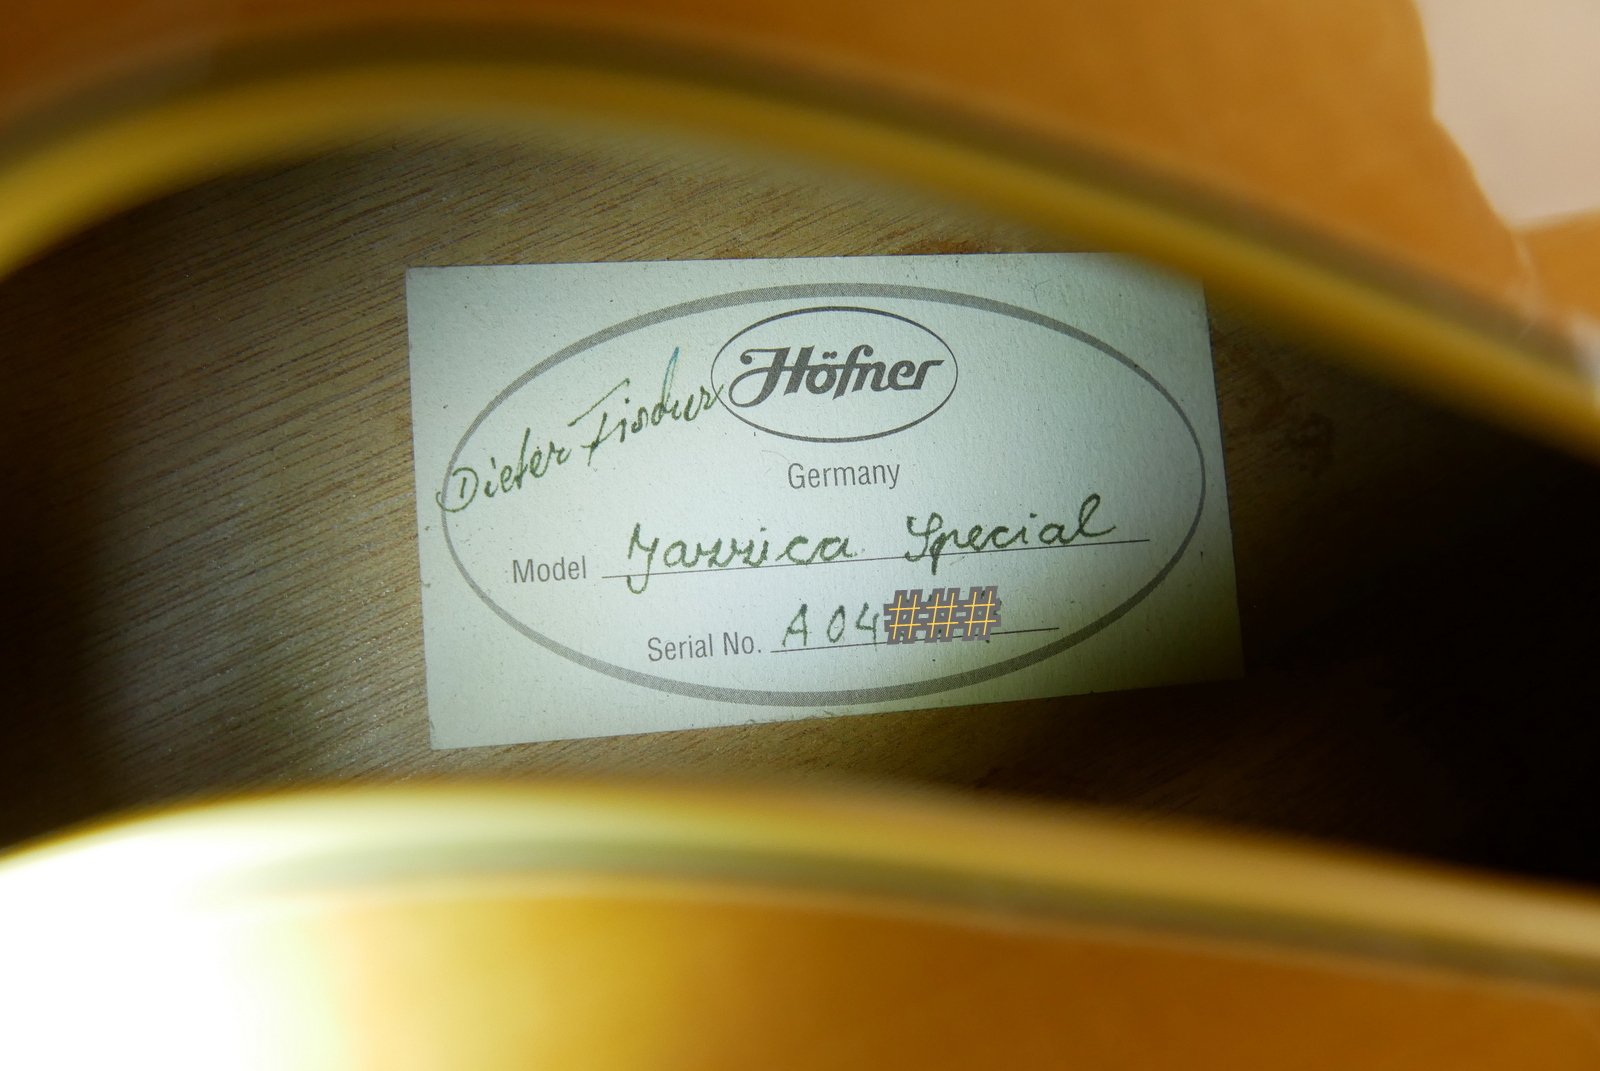 Dieter Fischer
Höfner
Germany
Model Jazzica Special
Serial No. A04###